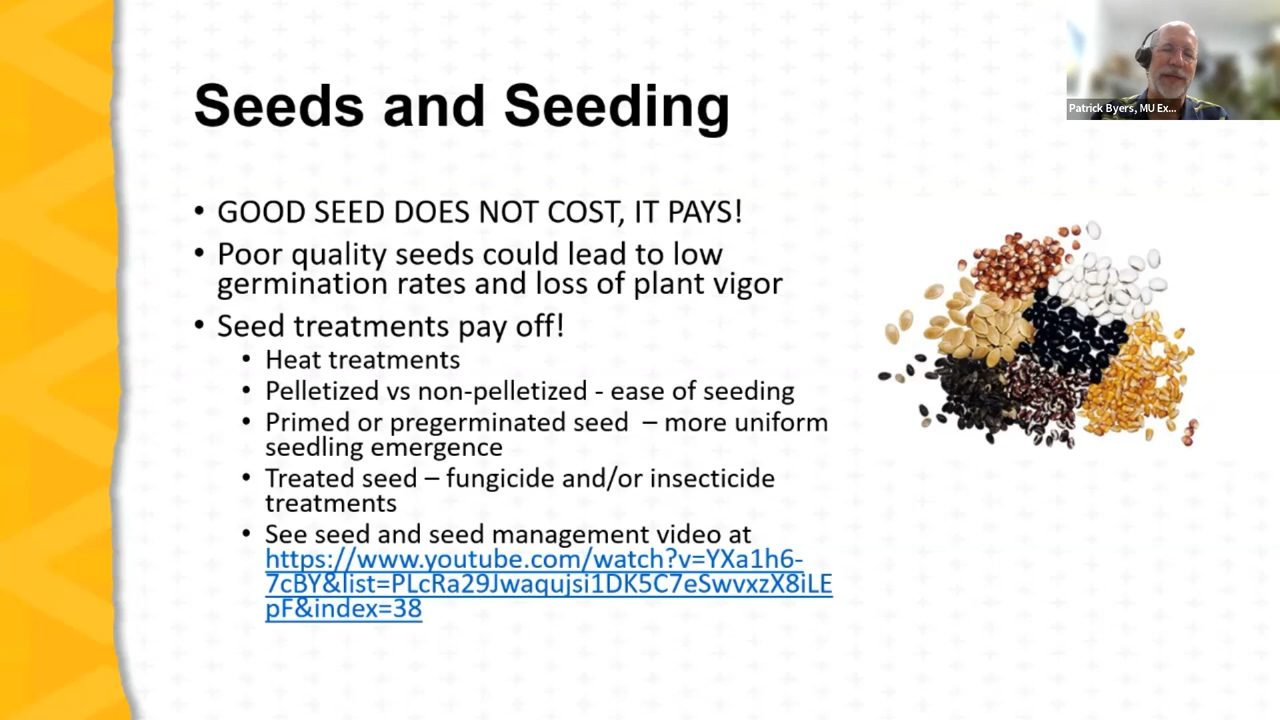 Patrick Byers, MU Ex...
Seeds and Seeding
• GOOD SEED DOES NOT COST, IT PAYS!
• Poor quality seeds could lead to low
germination rates and loss of plant vigor
• Seed treatments pay off!
• Heat treatments
• Pelletized vs non-pelletized - ease of seeding
• Primed or pregerminated seed – more uniform
seedling emergence
• Treated seed – fungicide and/or insecticide
treatments
• See seed and seed management video at
https://www.youtube.com/watch?v=YXa1h6-
7cBY&list=PLcRa29Jwaqujsi1DK5C7eSwvxzX8iLE
pF&index=38